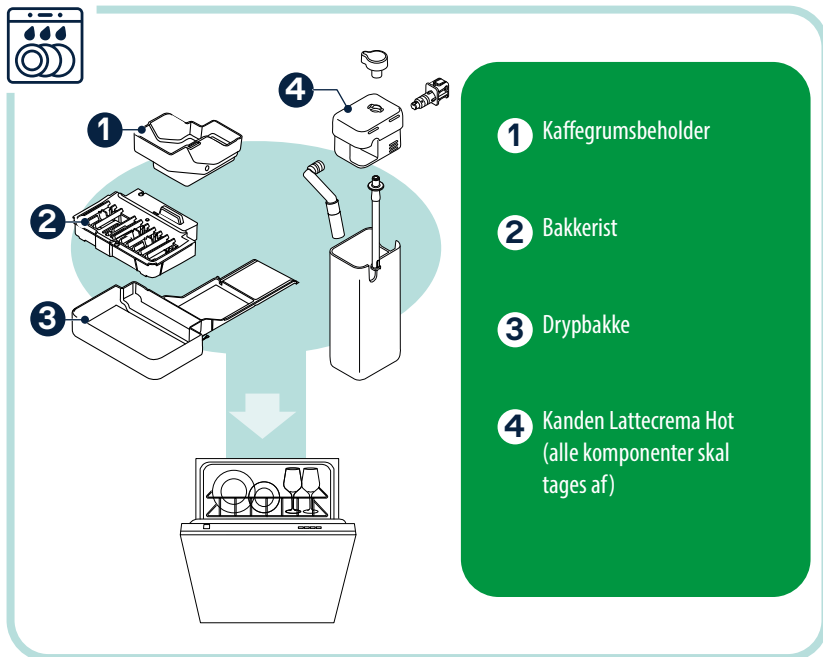 1
2
3
4
1 Kaffegrumsbeholder
2 Bakkerist
3 Drypbakke
4 Kanden Lattecrema Hot
(alle komponenter skal
tages af)